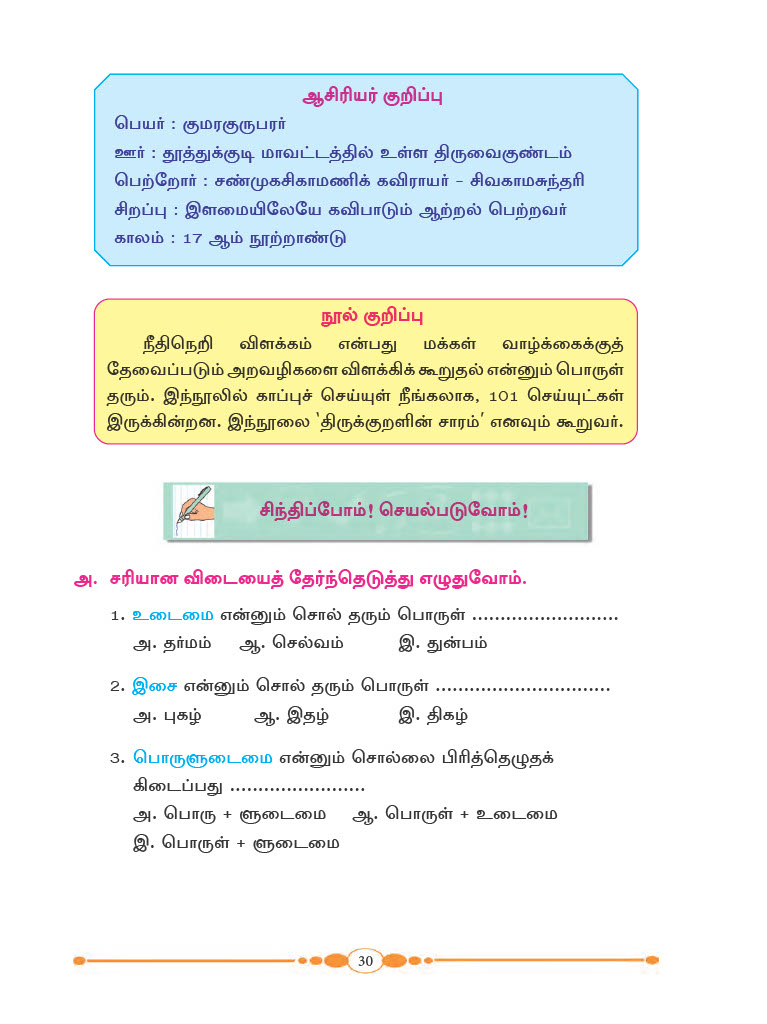 ஆசிரியர் குறிப்பு
பெயர் : குமரகுருபரர்
ஊர் : தூத்துக்குடி மாவட்டத்தில் உள்ள திருவைகுண்டம்
பெற்றோர் : சண்முகசிகாமணிக் கவிராயர் – சிவகாமசுந்தரி
சிறப்பு : இளமையிலேயே கவிபாடும் ஆற்றல் பெற்றவர்
காலம் : 17 ஆம் நூற்றாண்டு
நூல் குறிப்பு
நீதிநெறி விளக்கம் என்பது மக்கள் வாழ்க்கைக்குத்
தேவைப்படும் அறவழிகளை விளக்கிக் கூறுதல் என்னும் பொருள்
தரும். இந்நூலில் காப்புச் செய்யுள் நீங்கலாக, 101 செய்யுட்கள்
இருக்கின்றன. இந்நூலை ‘திருக்குறளின் சாரம்’ எனவும் கூறுவர்.
சிந்திப்போம்! செயல்படுவோம்!
அ. சரியான விடையைத் தேர்ந்தெடுத்து எழுதுவோம்.
1. உடைமை என்னும் சொல் தரும் பொருள் ..........................
அ. தர்மம் ஆ. செல்வம் இ. துன்பம்
2. இசை என்னும் சொல் தரும் பொருள் ...............................
அ. புகழ் ஆ. இதழ் இ. திகழ்
3. பொருளுடைமை என்னும் சொல்லை பிரித்தெழுதக்
கிடைப்பது ........................
அ. பொரு + ளுடைமை ஆ. பொருள் + உடைமை
இ. பொருள் + ளுடைமை
30